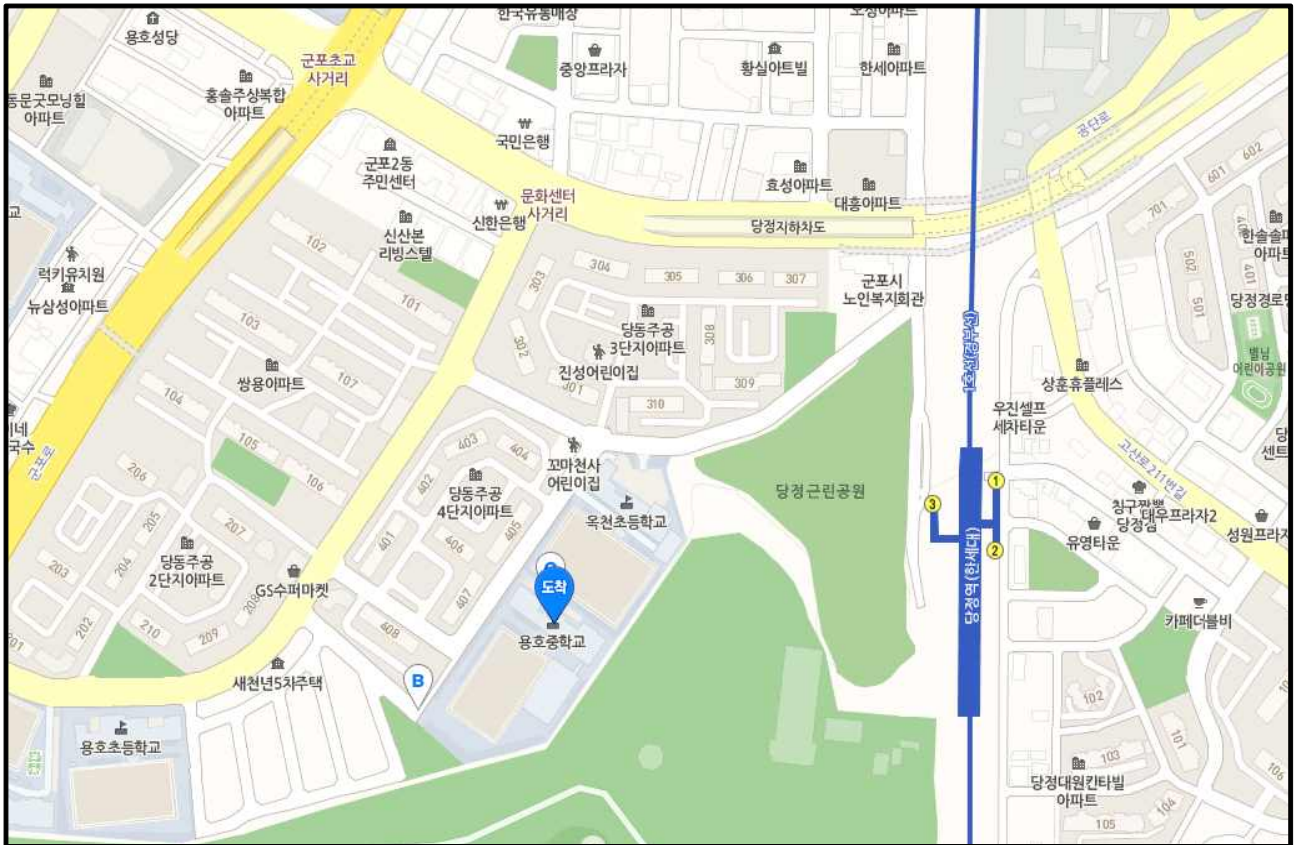 한국유통매장
오성아파트
용호성당
군포초교
사거리
중앙프라자
황실아트빌
한세아파트
동문굿모닝힐
아파트
홍솔주상복합
아파트
국민은행
공단로
군포2동
주민센터
효성아파트
대흥아파트
601
602
701
교
문화센터
사거리
신한은행
당정지하차도
신산본
리빙스텔
102
럭키유치원
뉴삼성아파트
303
304
305
306
307
군포시
노인복지회관
502
401
501
101
103
302
당동주공
3단지아파트
308
1호선(경부선)
별님
어린이공원
쌍용아파트
107
진성어린이집
301
309
310
상훈휴플레스
104
우진셀프
세차타운
국수
군포로
105
106
403
404
꼬마천사
어린이집
고산로211번길
206
402
당동주공
4단지아파트
405
옥천초등학교
당정근린공원
1
2
3
당정역(한세대)
칭구짬뽕
당정점
대우프라자2
유영타운
205
207
401
406
203
204
당동주공
2단지아파트
GS수퍼마켓
407
도착
용호중학교
카페더블비
201
202
210
209
208
408
새천년5차주택
B
용호초등학교
102
101
103
당정대원칸타빌
아파트
104
105
106